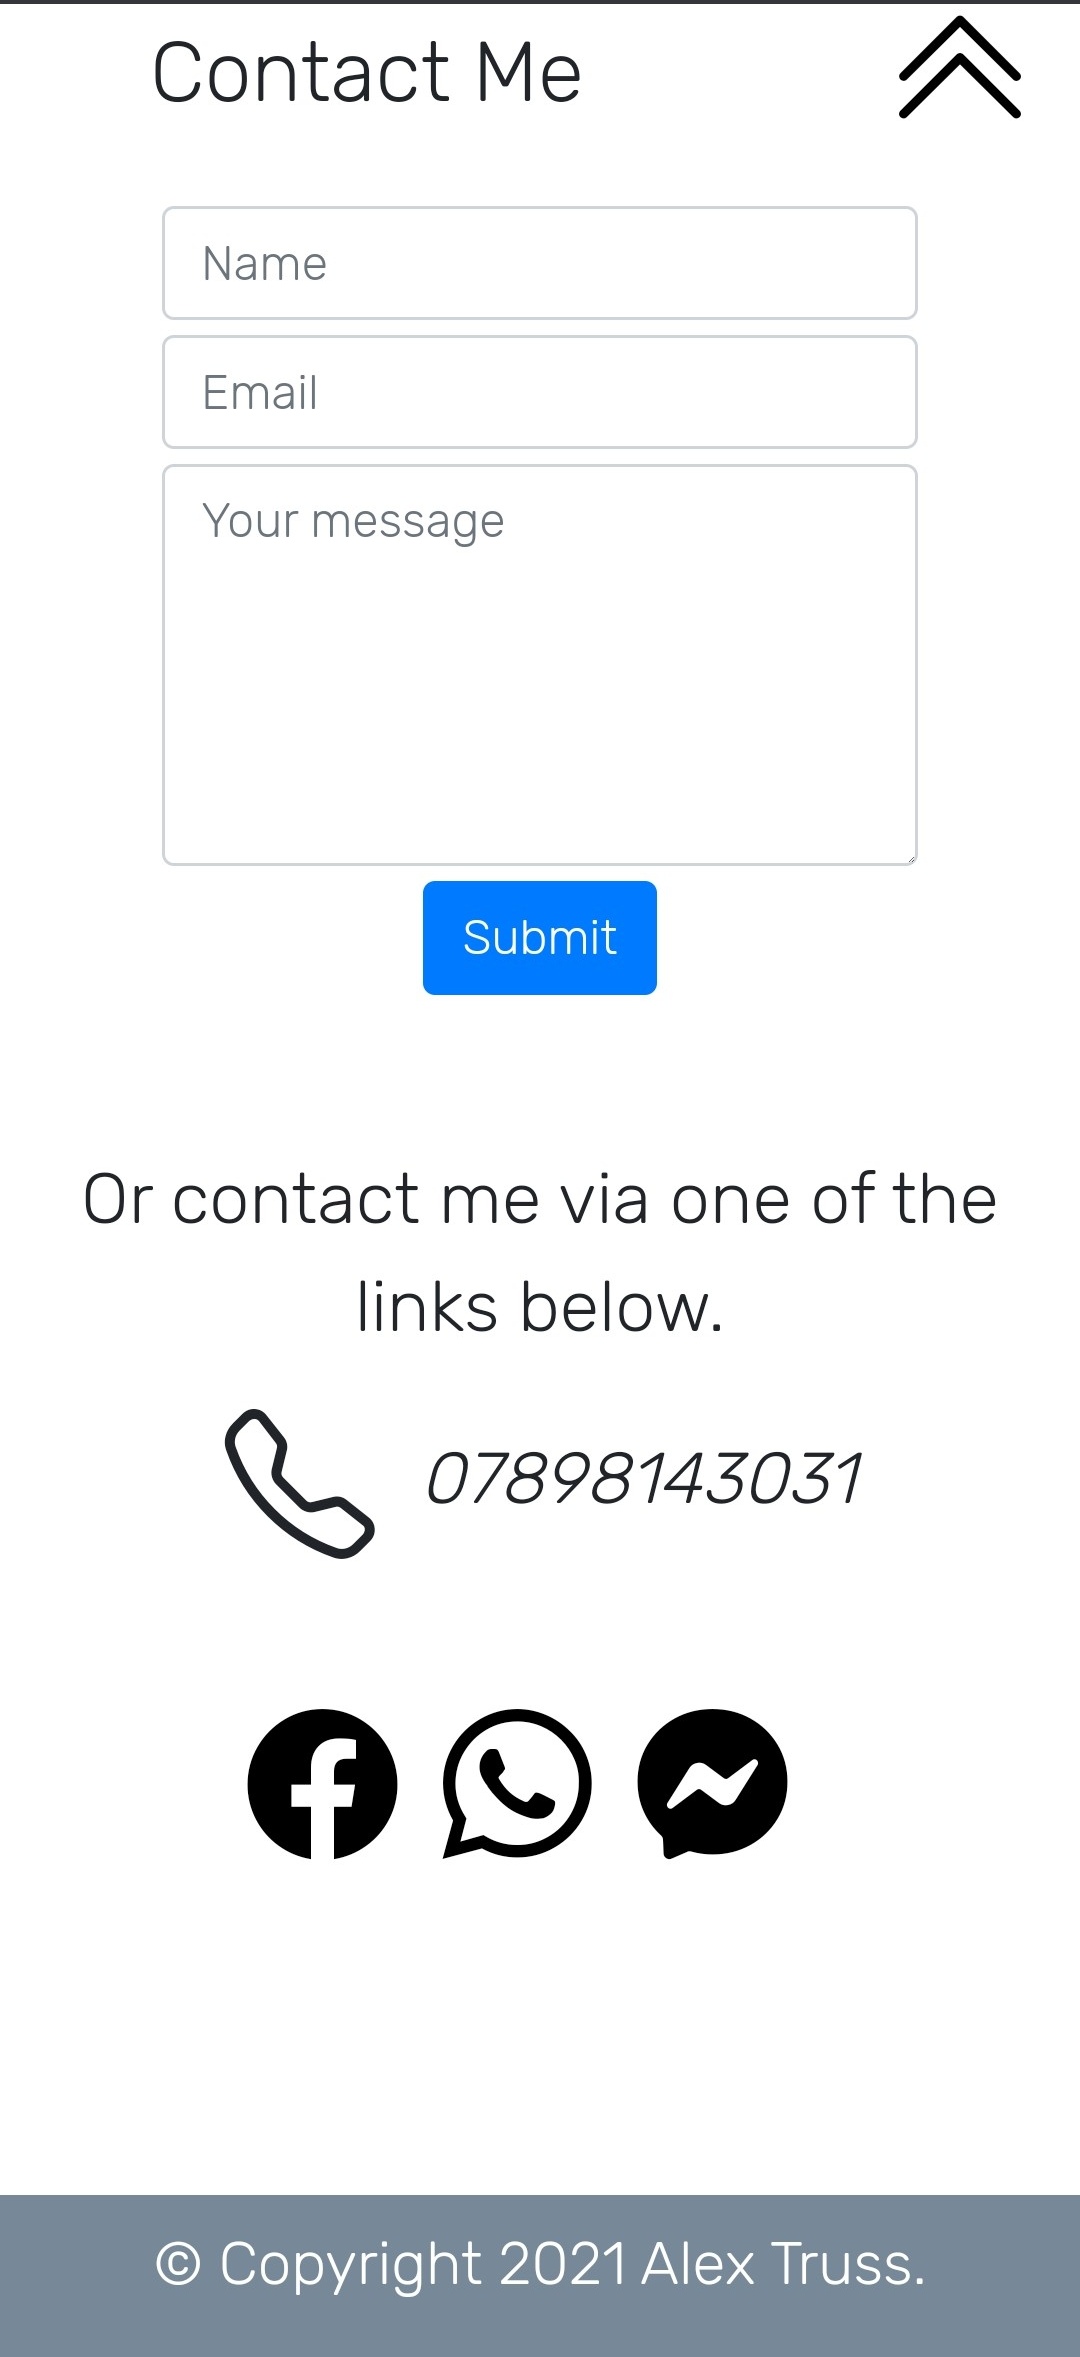 Contact Me
Name
Email
Your message
Submit
Or contact me via one of the
links below.
07898143031
© Copyright 2021 Alex Truss.